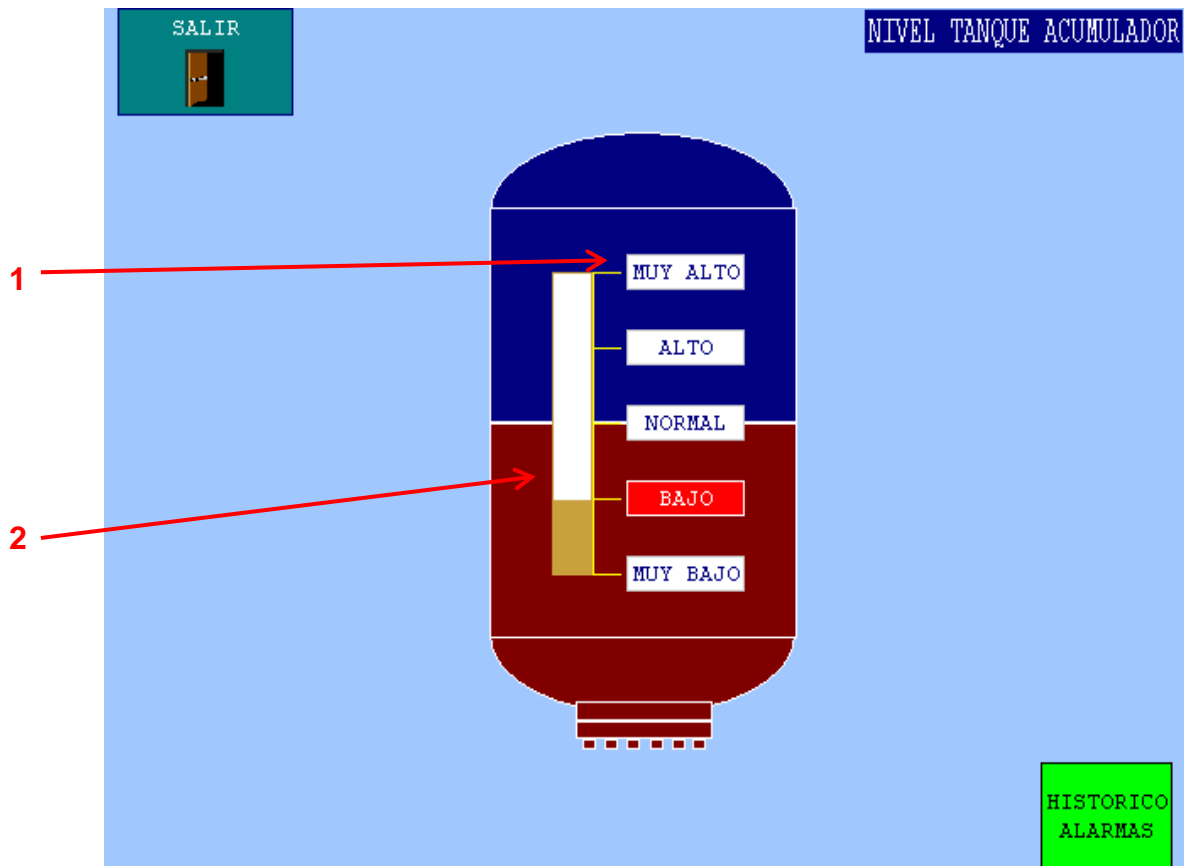 SALIR
NIVEL TANQUE ACUMULADOR
1
MUY ALTO
ALTO
NORMAL
BAJO
2
MUY BAJO
HISTORICO
ALARMAS